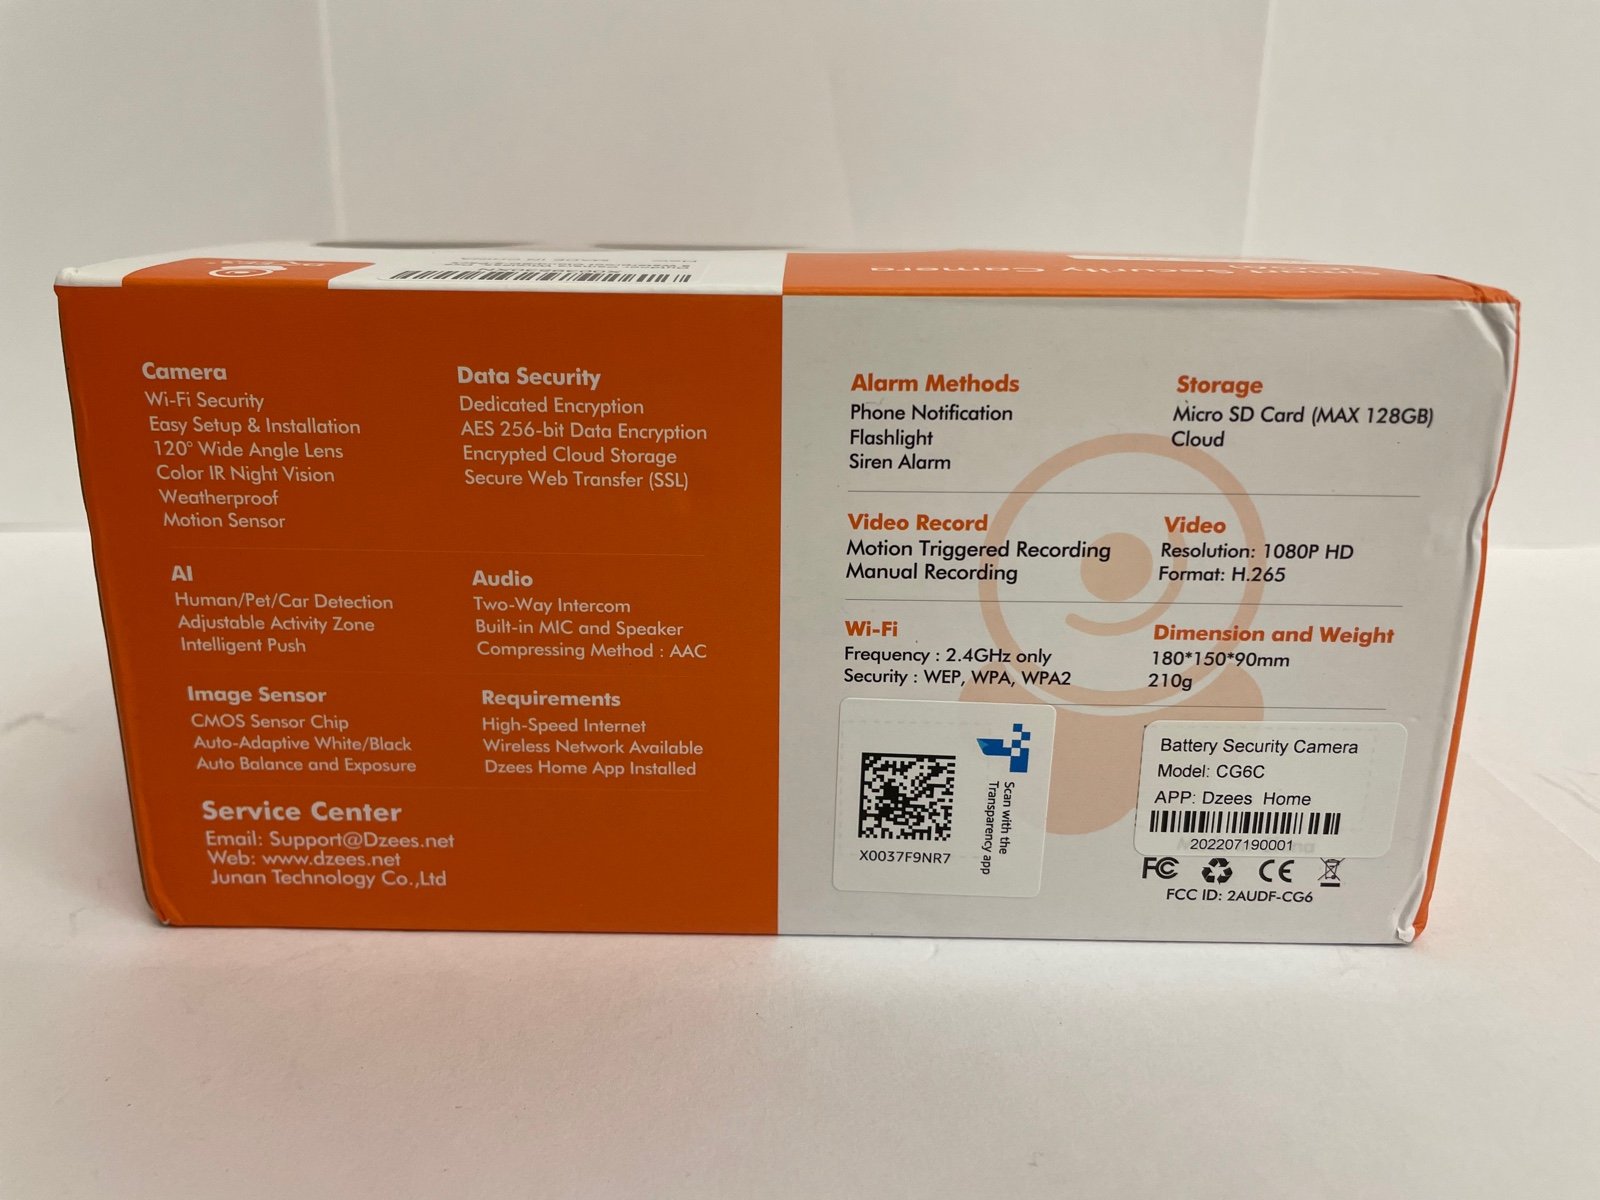 Smart Security Camera
Camera
Wi-Fi Security
Easy Setup & Installation
120° Wide Angle Lens
Color IR Night Vision
Weatherproof
Motion Sensor
Data Security
Dedicated Encryption
AES 256-bit Data Encryption
Encrypted Cloud Storage
Secure Web Transfer (SSL)
AI
Human/Pet/Car Detection
Adjustable Activity Zone
Intelligent Push
Audio
Two-Way Intercom
Built-in MIC and Speaker
Compressing Method : AAC
Image Sensor
CMOS Sensor Chip
Auto-Adaptive White/Black
Auto Balance and Exposure
Requirements
High-Speed Internet
Wireless Network Available
Dzees Home App Installed
Service Center
Email: Support@Dzees.net
Web: www.dzees.net
Junan Technology Co.,Ltd
Alarm Methods
Phone Notification
Flashlight
Siren Alarm
Storage
Micro SD Card (MAX 128GB)
Cloud
Video Record
Motion Triggered Recording
Manual Recording
Video
Resolution: 1080P HD
Format: H.265
Wi-Fi
Frequency : 2.4GHz only
Security : WEP, WPA, WPA2
Dimension and Weight
180*150*90mm
210g
X0037F9NR7
Scan with the
Transparency app
Battery Security Camera
Model: CG6C
APP: Dzees Home
202207190001
FC CE
FCC ID: 2AUDF-CG6